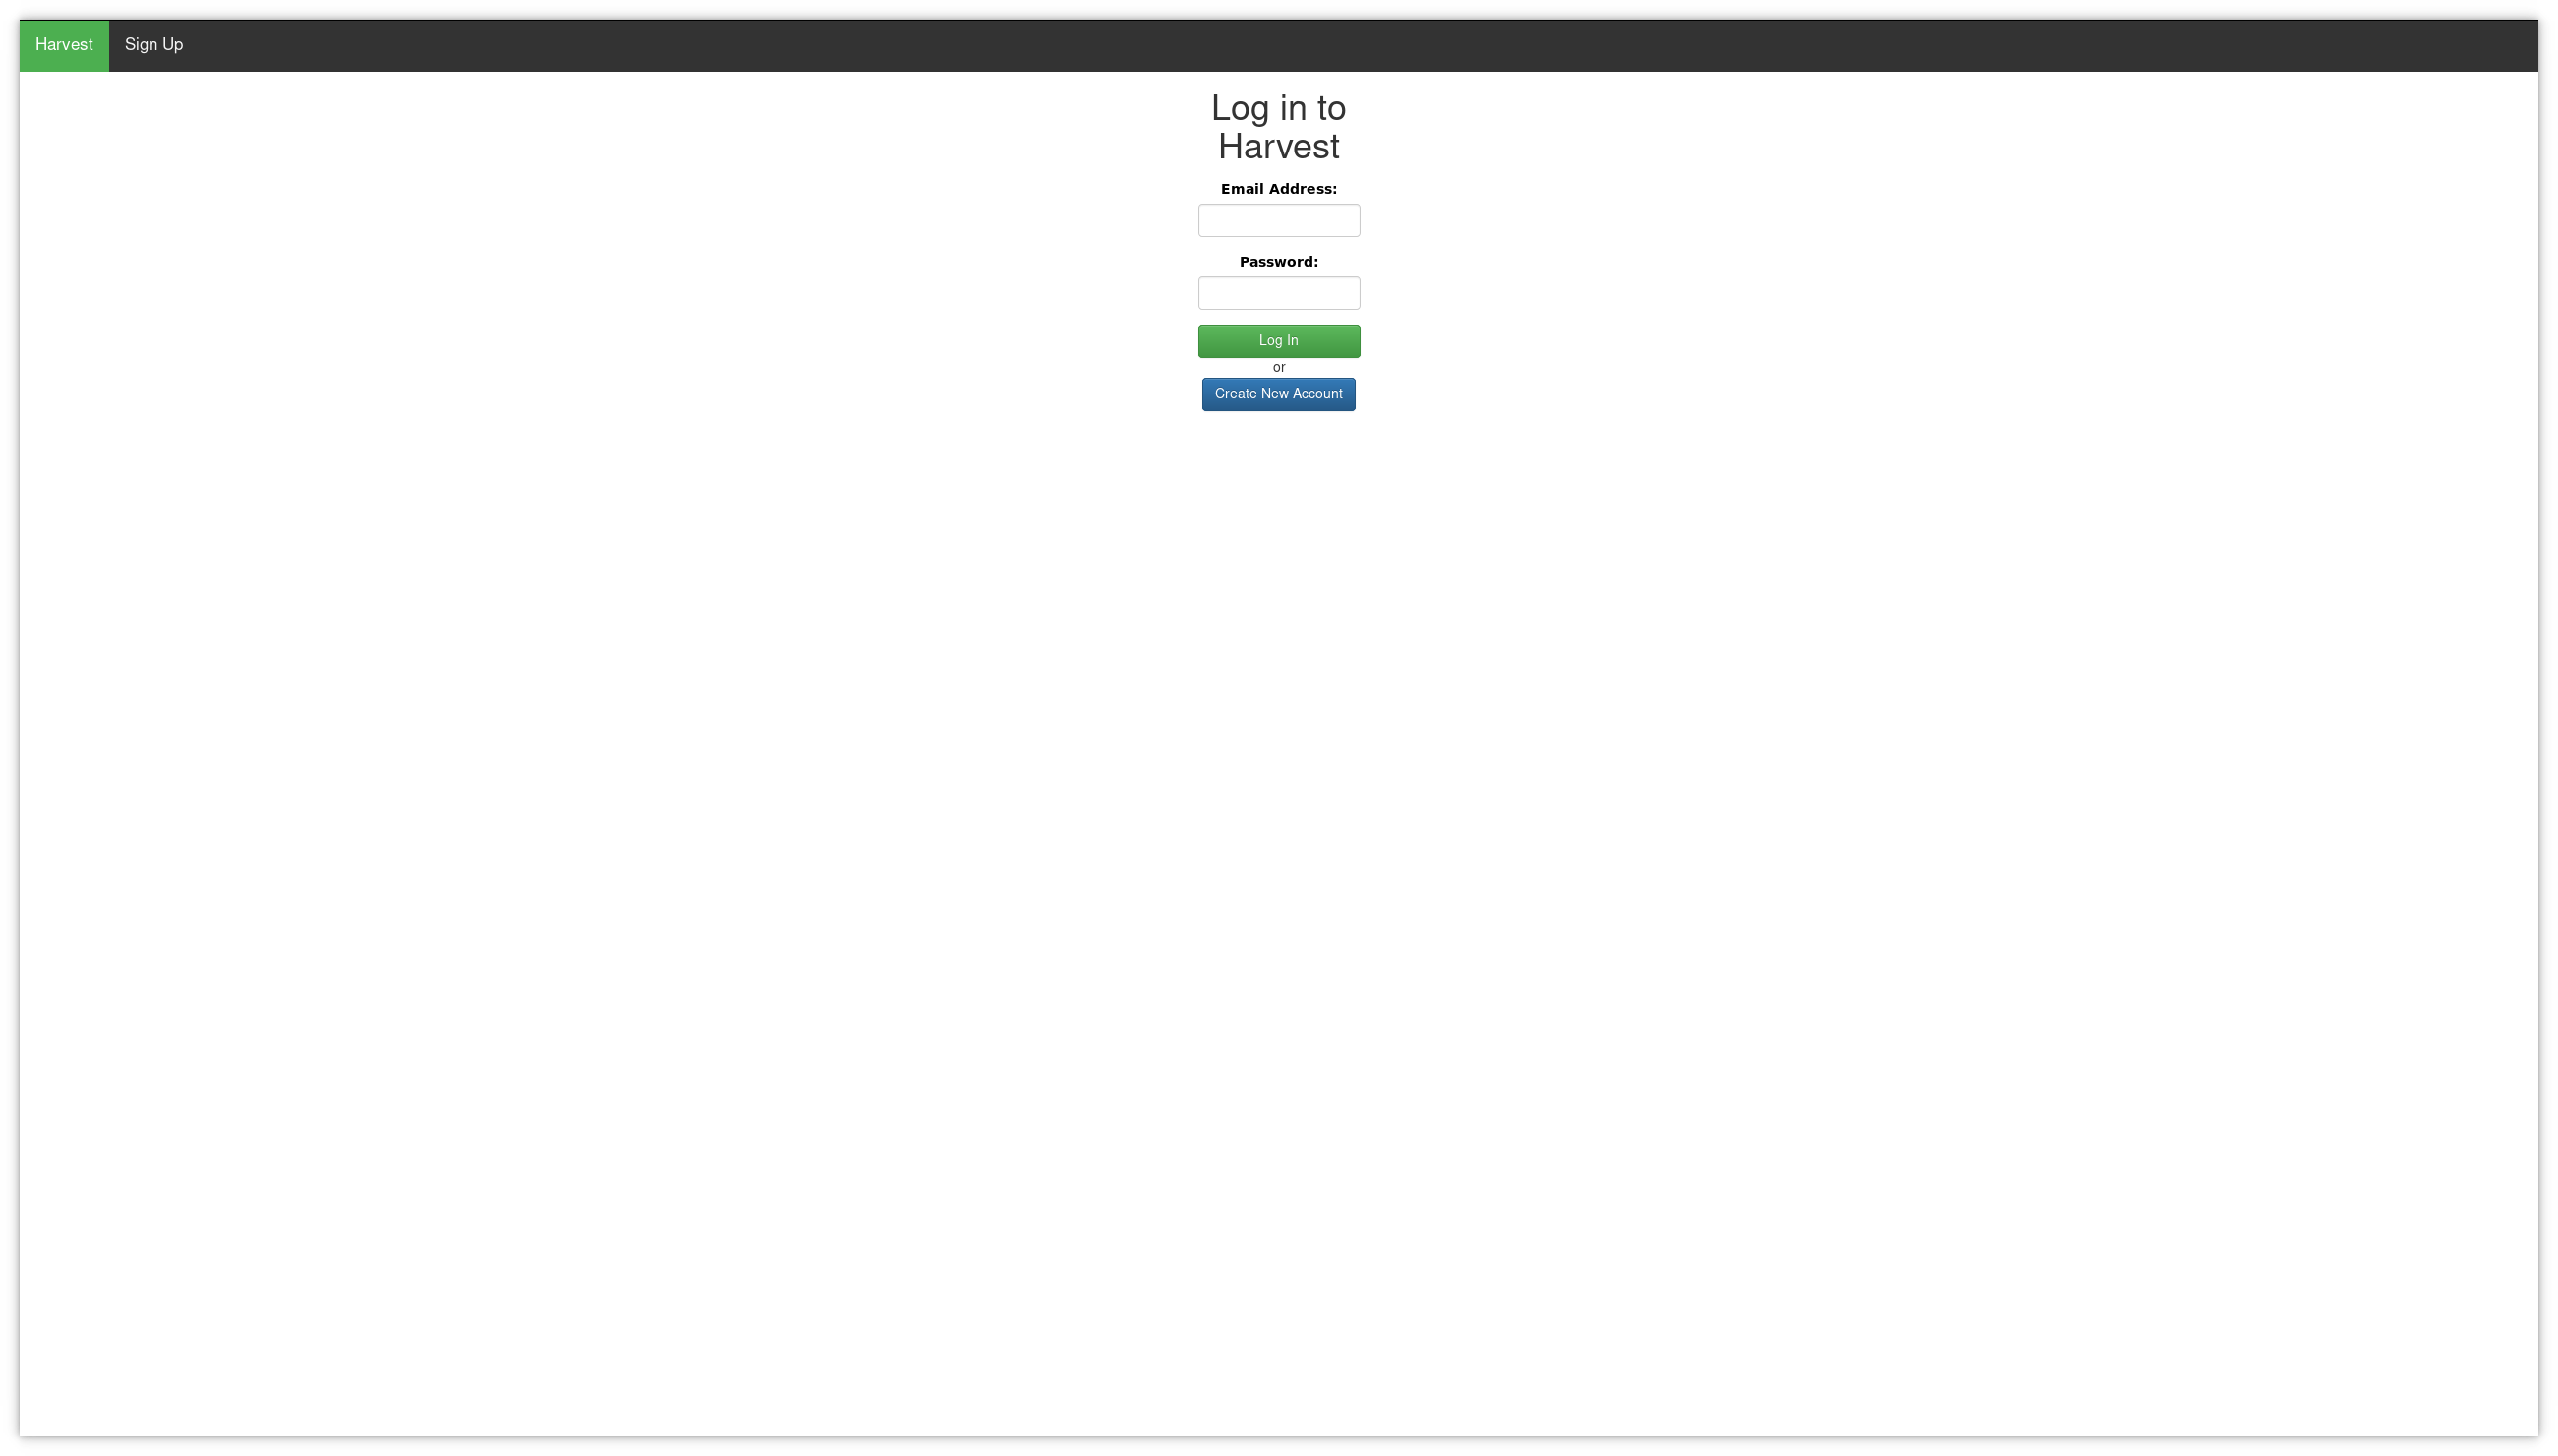 Harvest Sign Up
Log in to
Harvest
Email Address:
Password:
Log In
or
Create New Account